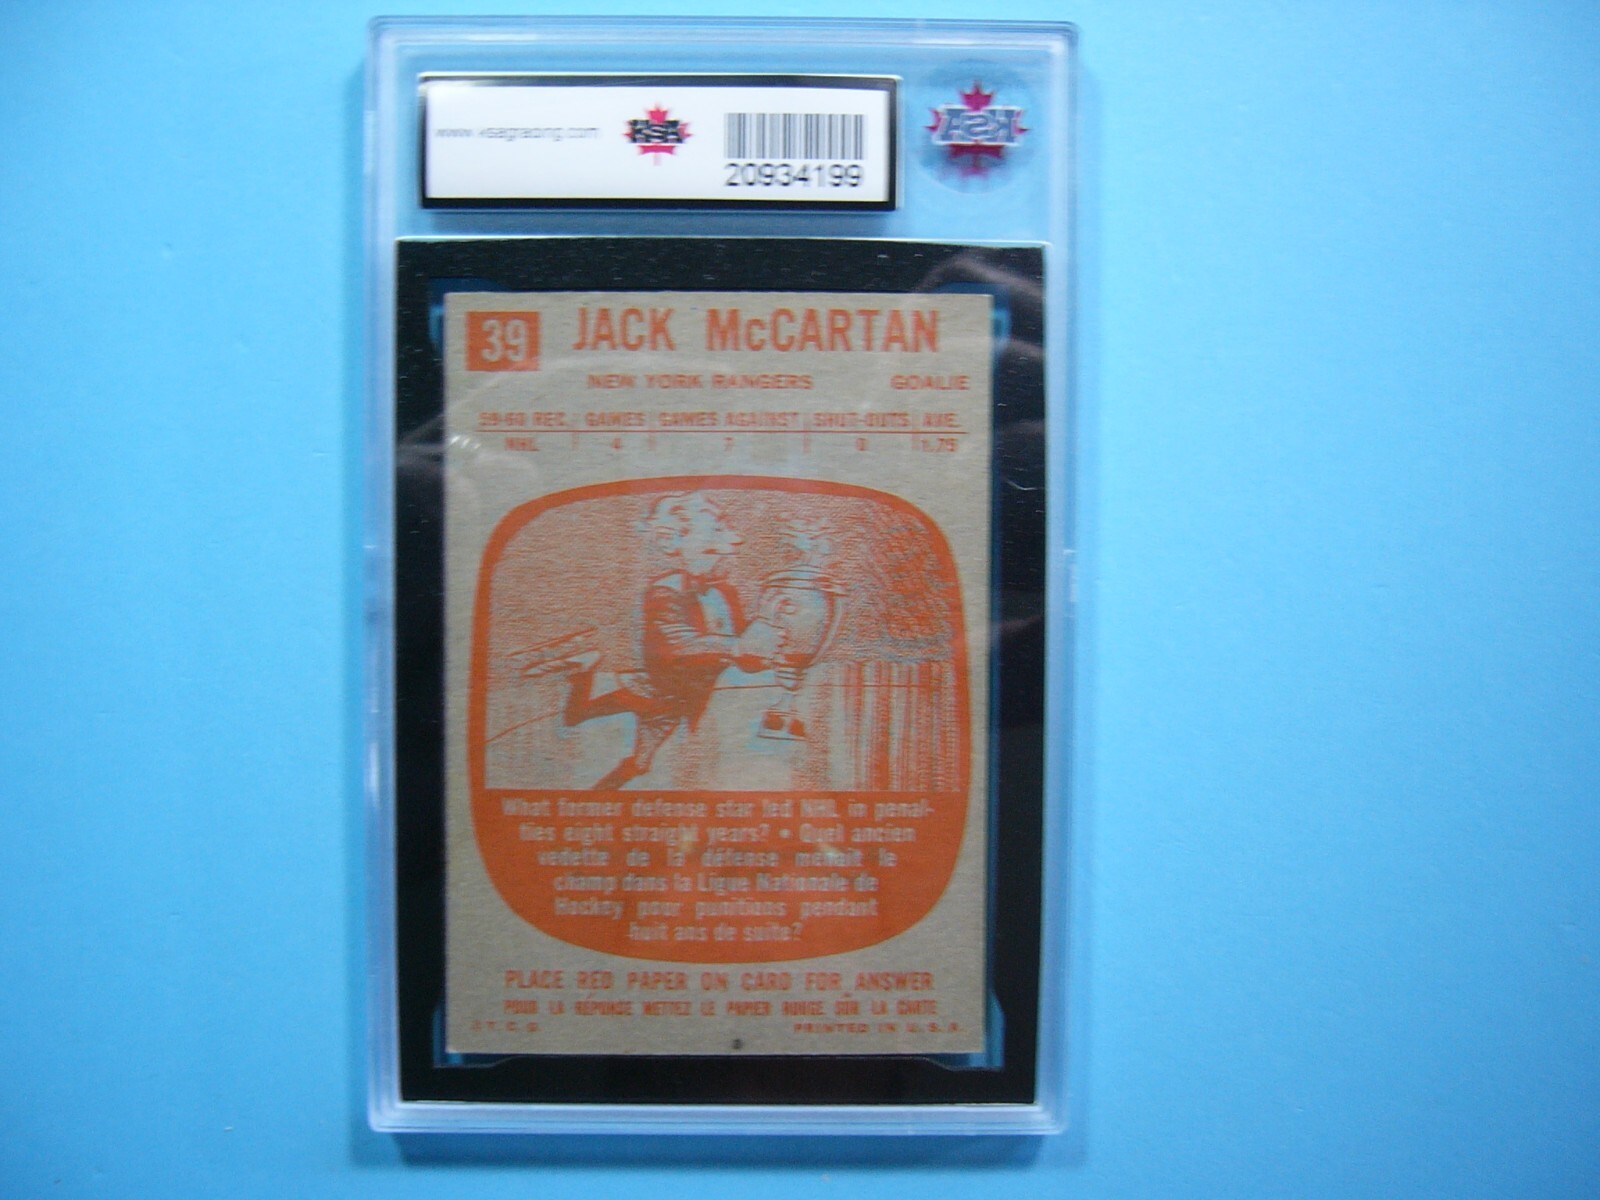 www.ksagrading.com
KSA
20934199
KSA
39
JACK McCARTAN
NEW YORK RANGERS GOALIE
59-60 REC. GAMES GAMES AGAINST SHUT-OUTS AVE.
NHL 4 7 0 1.75
What former defense star led NHL in penal-
ties eight straight years? • Quel ancien
vedette de la défense menait le
champ dans la Ligue Nationale de
Hockey pour punitions pendant
huit ans de suite?
PLACE RED PAPER ON CARD FOR ANSWER
POUR LA RÉPONSE METTEZ LE PAPIER ROUGE SUR LA CARTE
T. C. G. PRINTED IN U. S. A.